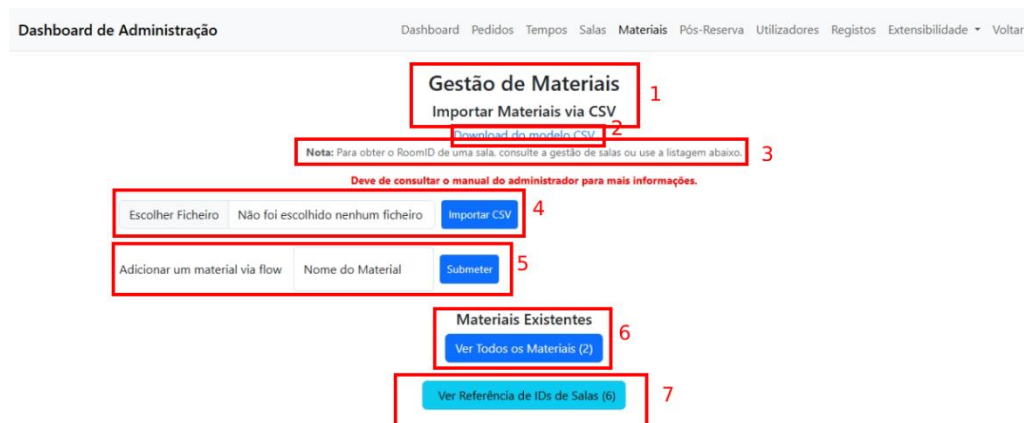 Dashboard de Administração
Dashboard Pedidos Tempos Salas Materiais Pós-Reserva Utilizadores Registos Extensibilidade Voltar
Gestão de Materiais
Importar Materiais via CSV
1
Download do modelo CSV
2
Nota: Para obter o RoomID de uma sala, consulte a gestão de salas ou use a listagem abaixo.
3
Deve de consultar o manual do administrador para mais informações.
Escolher Ficheiro Não foi escolhido nenhum ficheiro Importar CSV
4
Adicionar um material via flow Nome do Material Submeter
5
Materiais Existentes
Ver Todos os Materiais (2)
6
Ver Referência de IDs de Salas (6)
7